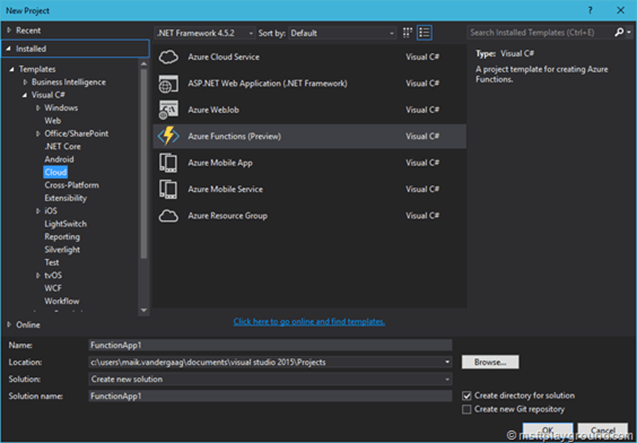 New Project
? ✕
Recent
.NET Framework 4.5.2 Sort by: Default
Search Installed Templates (Ctrl+E)
Installed
Templates
Business Intelligence
Visual C#
Windows
Web
Office/SharePoint
.NET Core
Android
Cloud
Cross-Platform
Extensibility
iOS
LightSwitch
Reporting
Silverlight
Test
tvOS
WCF
Workflow
Online
Azure Cloud Service Visual C#
ASP.NET Web Application (.NET Framework) Visual C#
Azure WebJob Visual C#
Azure Functions (Preview) Visual C#
Azure Mobile App Visual C#
Azure Mobile Service Visual C#
Azure Resource Group Visual C#
Click here to go online and find templates.
Type: Visual C#
A project template for creating Azure
Functions.
Name: FunctionApp1
Location: c:\users\maik.vandergaag\documents\visual studio 2015\Projects Browse...
Solution: Create new solution
Solution name: FunctionApp1
Create directory for solution
Create new Git repository
OK Cancel
© msftplayground.com